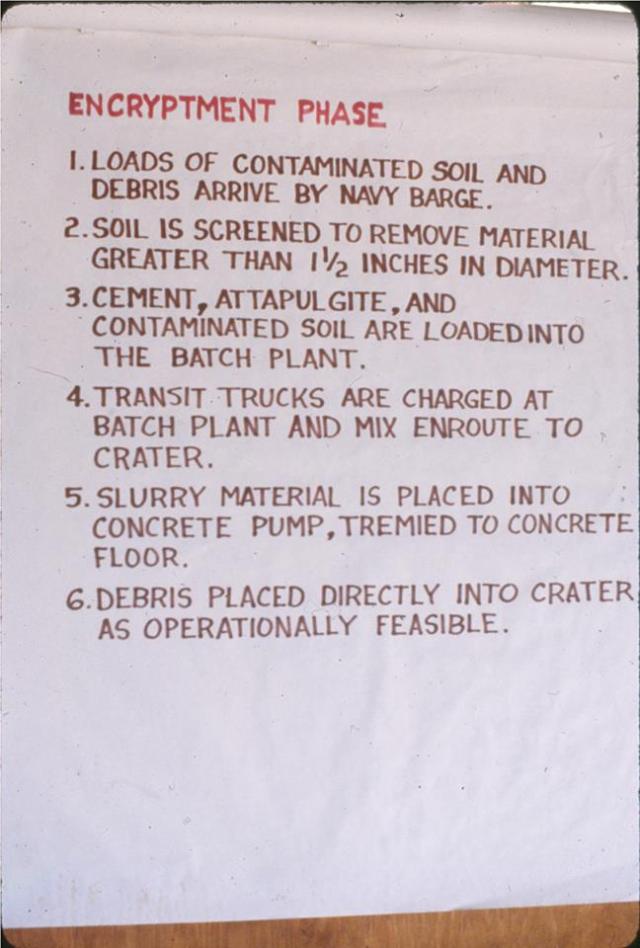 ENCRYPTMENT PHASE
1. LOADS OF CONTAMINATED SOIL AND
DEBRIS ARRIVE BY NAVY BARGE.
2. SOIL IS SCREENED TO REMOVE MATERIAL
GREATER THAN 1 1/2 INCHES IN DIAMETER.
3. CEMENT, ATTAPULGITE, AND
CONTAMINATED SOIL ARE LOADED INTO
THE BATCH PLANT.
4. TRANSIT TRUCKS ARE CHARGED AT
BATCH PLANT AND MIX ENROUTE TO
CRATER.
5. SLURRY MATERIAL IS PLACED INTO
CONCRETE PUMP, TREMIED TO CONCRETE
FLOOR.
6. DEBRIS PLACED DIRECTLY INTO CRATER
AS OPERATIONALLY FEASIBLE.